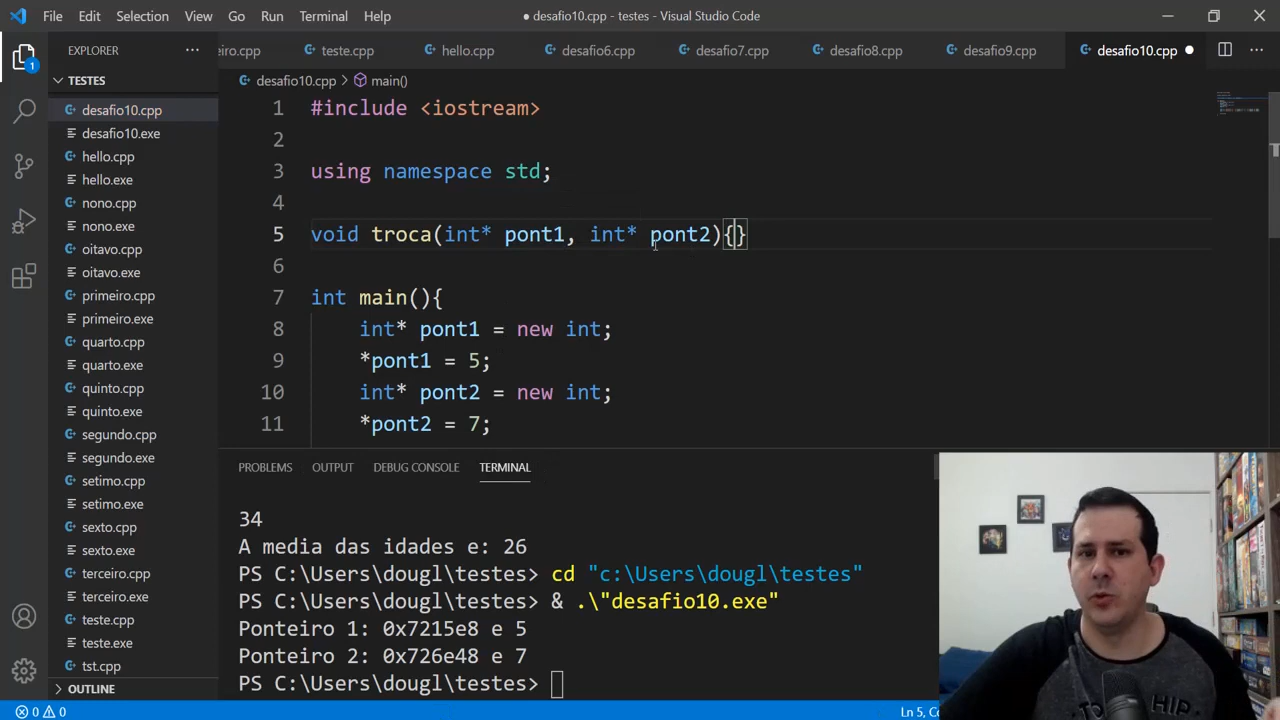 File Edit Selection View Go Run Terminal Help
● desafio10.cpp - testes - Visual Studio Code
EXPLORER
iro.cpp teste.cpp hello.cpp desafio6.cpp desafio7.cpp desafio8.cpp desafio9.cpp desafio10.cpp
1
TESTES
desafio10.cpp > main()
desafio10.cpp
desafio10.exe
hello.cpp
hello.exe
nono.cpp
nono.exe
oitavo.cpp
oitavo.exe
primeiro.cpp
primeiro.exe
quarto.cpp
quarto.exe
quinto.cpp
quinto.exe
segundo.cpp
segundo.exe
setimo.cpp
setimo.exe
sexto.cpp
sexto.exe
terceiro.cpp
terceiro.exe
teste.cpp
teste.exe
tst.cpp
OUTLINE
1 #include <iostream>
2
3 using namespace std;
4
5 void troca(int* pont1, int* pont2){}
6
7 int main(){
8 int* pont1 = new int;
9 *pont1 = 5;
10 int* pont2 = new int;
11 *pont2 = 7;
PROBLEMS OUTPUT DEBUG CONSOLE TERMINAL
34
A media das idades e: 26
PS C:\Users\dougl\testes> cd "c:\Users\dougl\testes"
PS C:\Users\dougl\testes> & .\"desafio10.exe"
Ponteiro 1: 0x7215e8 e 5
Ponteiro 2: 0x726e48 e 7
PS C:\Users\dougl\testes>
0 0
Ln 5, Co
HIP